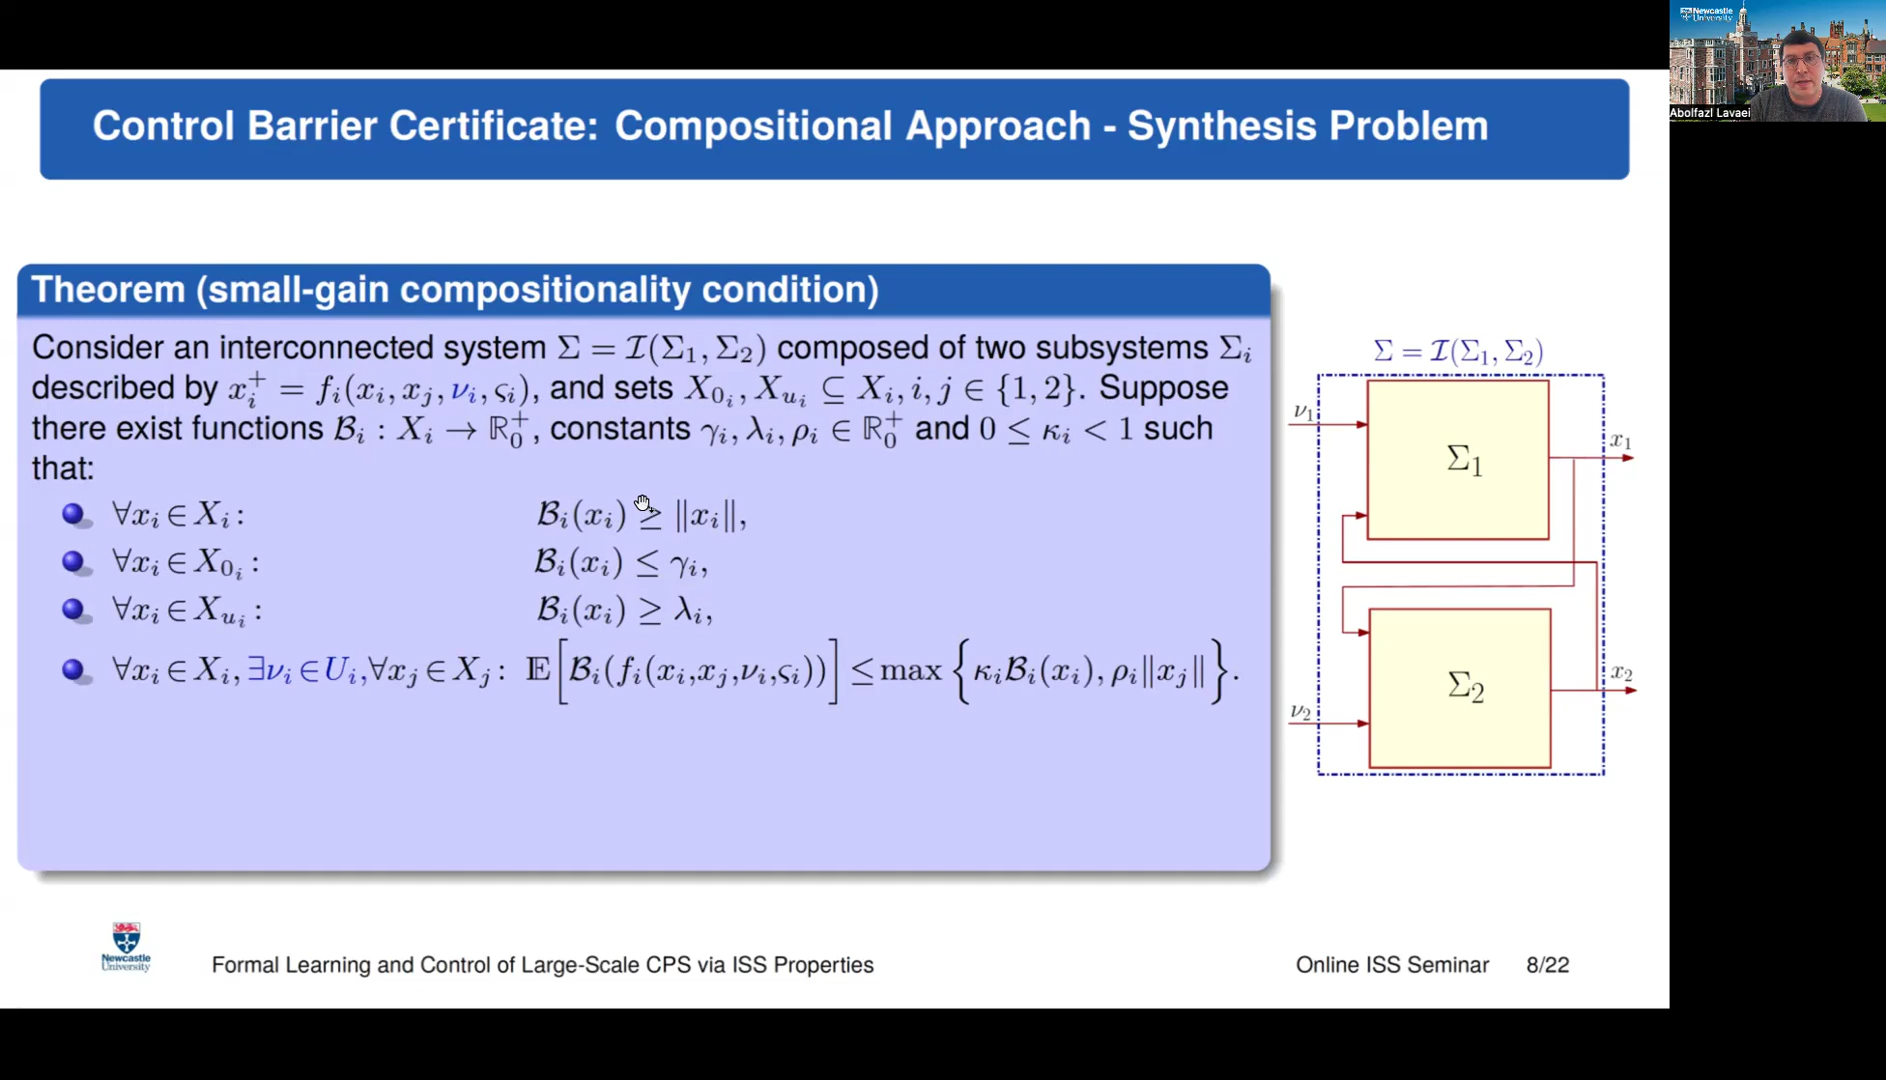 Control Barrier Certificate: Compositional Approach - Synthesis Problem
Newcastle
University
Abolfazl Lavaei
Theorem (small-gain compositionality condition)
Consider an interconnected system Σ = 𝓘(Σ₁, Σ₂) composed of two subsystems Σᵢ
described by xᵢ⁺ = fᵢ(xᵢ, xⱼ, νᵢ, ςᵢ), and sets X₀ᵢ, Xᵤᵢ ⊆ Xᵢ, i, j ∈ {1, 2}. Suppose
there exist functions 𝓑ᵢ : Xᵢ → ℝ₀⁺, constants γᵢ, λᵢ, ρᵢ ∈ ℝ₀⁺ and 0 ≤ κᵢ < 1 such
that:
∀xᵢ ∈ Xᵢ : 𝓑ᵢ(xᵢ) ≥ ‖xᵢ‖,
∀xᵢ ∈ X₀ᵢ : 𝓑ᵢ(xᵢ) ≤ γᵢ,
∀xᵢ ∈ Xᵤᵢ : 𝓑ᵢ(xᵢ) ≥ λᵢ,
∀xᵢ ∈ Xᵢ, ∃νᵢ ∈ Uᵢ, ∀xⱼ ∈ Xⱼ : 𝔼[𝓑ᵢ(fᵢ(xᵢ,xⱼ,νᵢ,ςᵢ))] ≤ max {κᵢ𝓑ᵢ(xᵢ), ρᵢ‖xⱼ‖}.
Σ = 𝓘(Σ₁, Σ₂)
ν₁
Σ₁
x₁
ν₂
Σ₂
x₂
Newcastle
University
Formal Learning and Control of Large-Scale CPS via ISS Properties
Online ISS Seminar 8/22